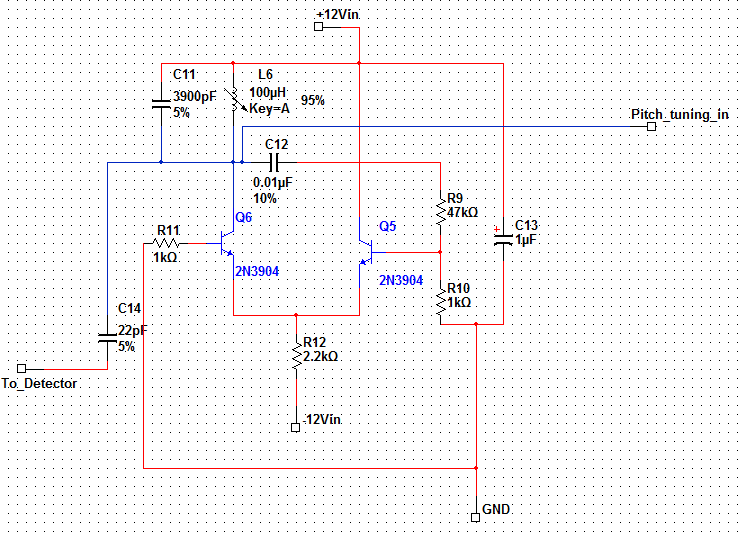 +12Vin
C11
3900pF
5%
L6
100µH
Key=A
95%
Pitch_tuning_in
C12
0.01µF
10%
R9
47kΩ
Q6
R11
1kΩ
2N3904
Q5
2N3904
C13
+
1µF
R10
1kΩ
C14
22pF
5%
R12
2.2kΩ
To_Detector
-12Vin
GND